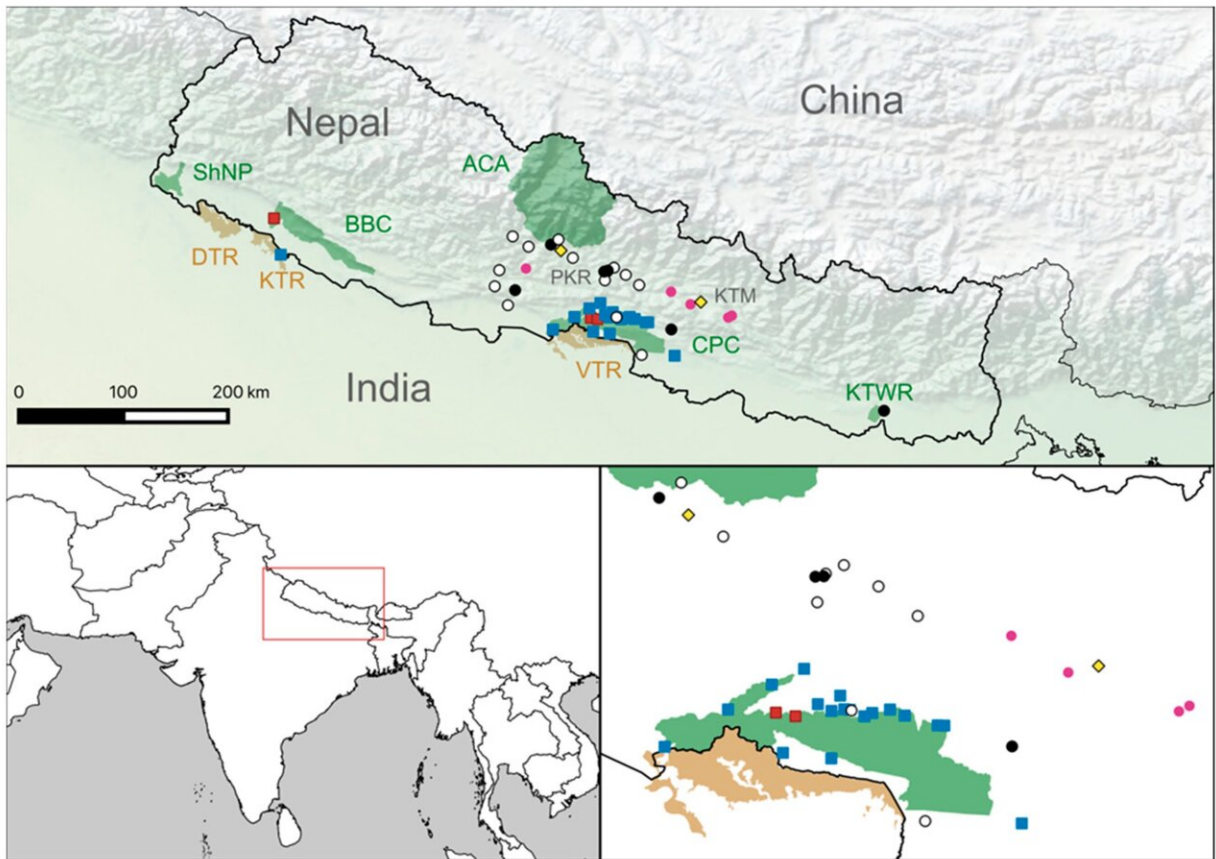 China
Nepal
ACA
ShNP
BBC
DTR
KTR
PKR
KTM
CPC
VTR
India
KTWR
0 100 200 km